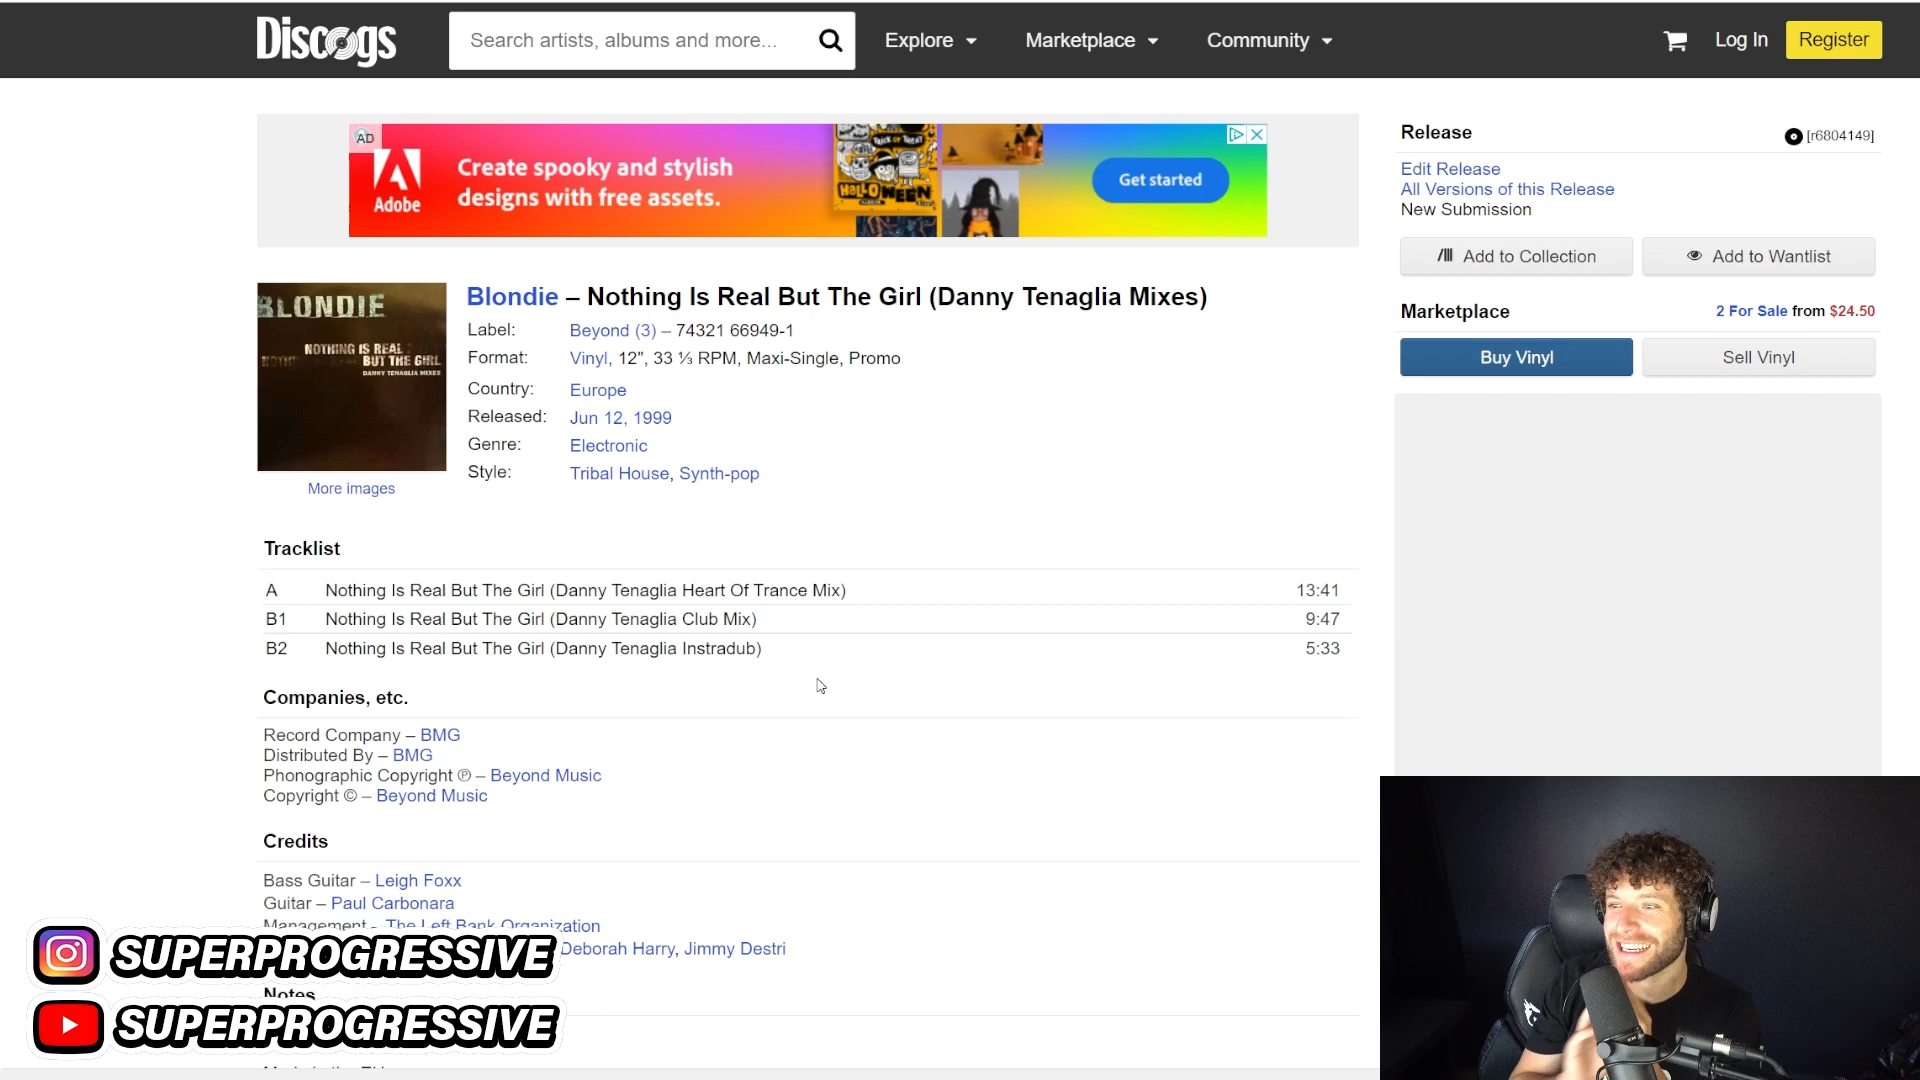 Discogs
Search artists, albums and more...
Explore
Marketplace
Community
Log In
Register
AD
Adobe
Create spooky and stylish
designs with free assets.
TRICK OR TREAT
HALLOWEEN
Get started
Release
[r6804149]
Edit Release
All Versions of this Release
New Submission
Add to Collection
Add to Wantlist
Marketplace
2 For Sale from $24.50
Buy Vinyl
Sell Vinyl
BLONDIE
NOTHING IS REAL
BUT THE GIRL
DANNY TENAGLIA MIXES
More images
Blondie – Nothing Is Real But The Girl (Danny Tenaglia Mixes)
Label: Beyond (3) – 74321 66949-1
Format: Vinyl, 12", 33 ⅓ RPM, Maxi-Single, Promo
Country: Europe
Released: Jun 12, 1999
Genre: Electronic
Style: Tribal House, Synth-pop
Tracklist
A Nothing Is Real But The Girl (Danny Tenaglia Heart Of Trance Mix) 13:41
B1 Nothing Is Real But The Girl (Danny Tenaglia Club Mix) 9:47
B2 Nothing Is Real But The Girl (Danny Tenaglia Instradub) 5:33
Companies, etc.
Record Company – BMG
Distributed By – BMG
Phonographic Copyright ℗ – Beyond Music
Copyright © – Beyond Music
Credits
Bass Guitar – Leigh Foxx
Guitar – Paul Carbonara
Management – The Left Bank Organization
Deborah Harry, Jimmy Destri
SUPERPROGRESSIVE
Notes
SUPERPROGRESSIVE